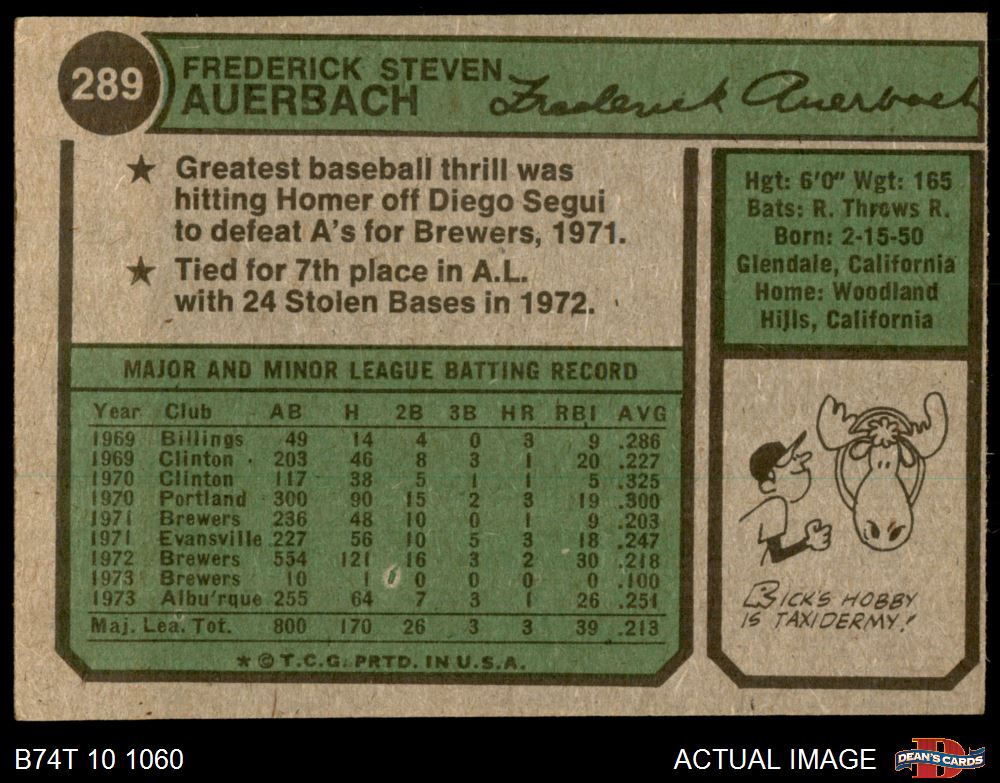 289
FREDERICK STEVEN
AUERBACH
Frederick Auerbach
★ Greatest baseball thrill was
hitting Homer off Diego Segui
to defeat A's for Brewers, 1971.
★ Tied for 7th place in A.L.
with 24 Stolen Bases in 1972.
Hgt: 6'0" Wgt: 165
Bats: R. Throws R.
Born: 2-15-50
Glendale, California
Home: Woodland
Hills, California
MAJOR AND MINOR LEAGUE BATTING RECORD
Year Club AB H 2B 3B HR RBI AVG
1969 Billings 49 14 4 0 3 9 .286
1969 Clinton 203 46 8 3 1 20 .227
1970 Clinton 117 38 5 1 1 5 .325
1970 Portland 300 90 15 2 3 19 .300
1971 Brewers 236 48 10 0 1 9 .203
1971 Evansville 227 56 10 5 3 18 .247
1972 Brewers 554 121 16 3 2 30 .218
1973 Brewers 10 1 0 0 0 0 .100
1973 Albu'rque 255 64 7 3 1 26 .251
Maj. Lea. Tot. 800 170 26 3 3 39 .213
* © T.C.G. PRTD. IN U.S.A.
RICK'S HOBBY
IS TAXIDERMY!
B74T 10 1060
ACTUAL IMAGE
D
DEAN'S CARDS